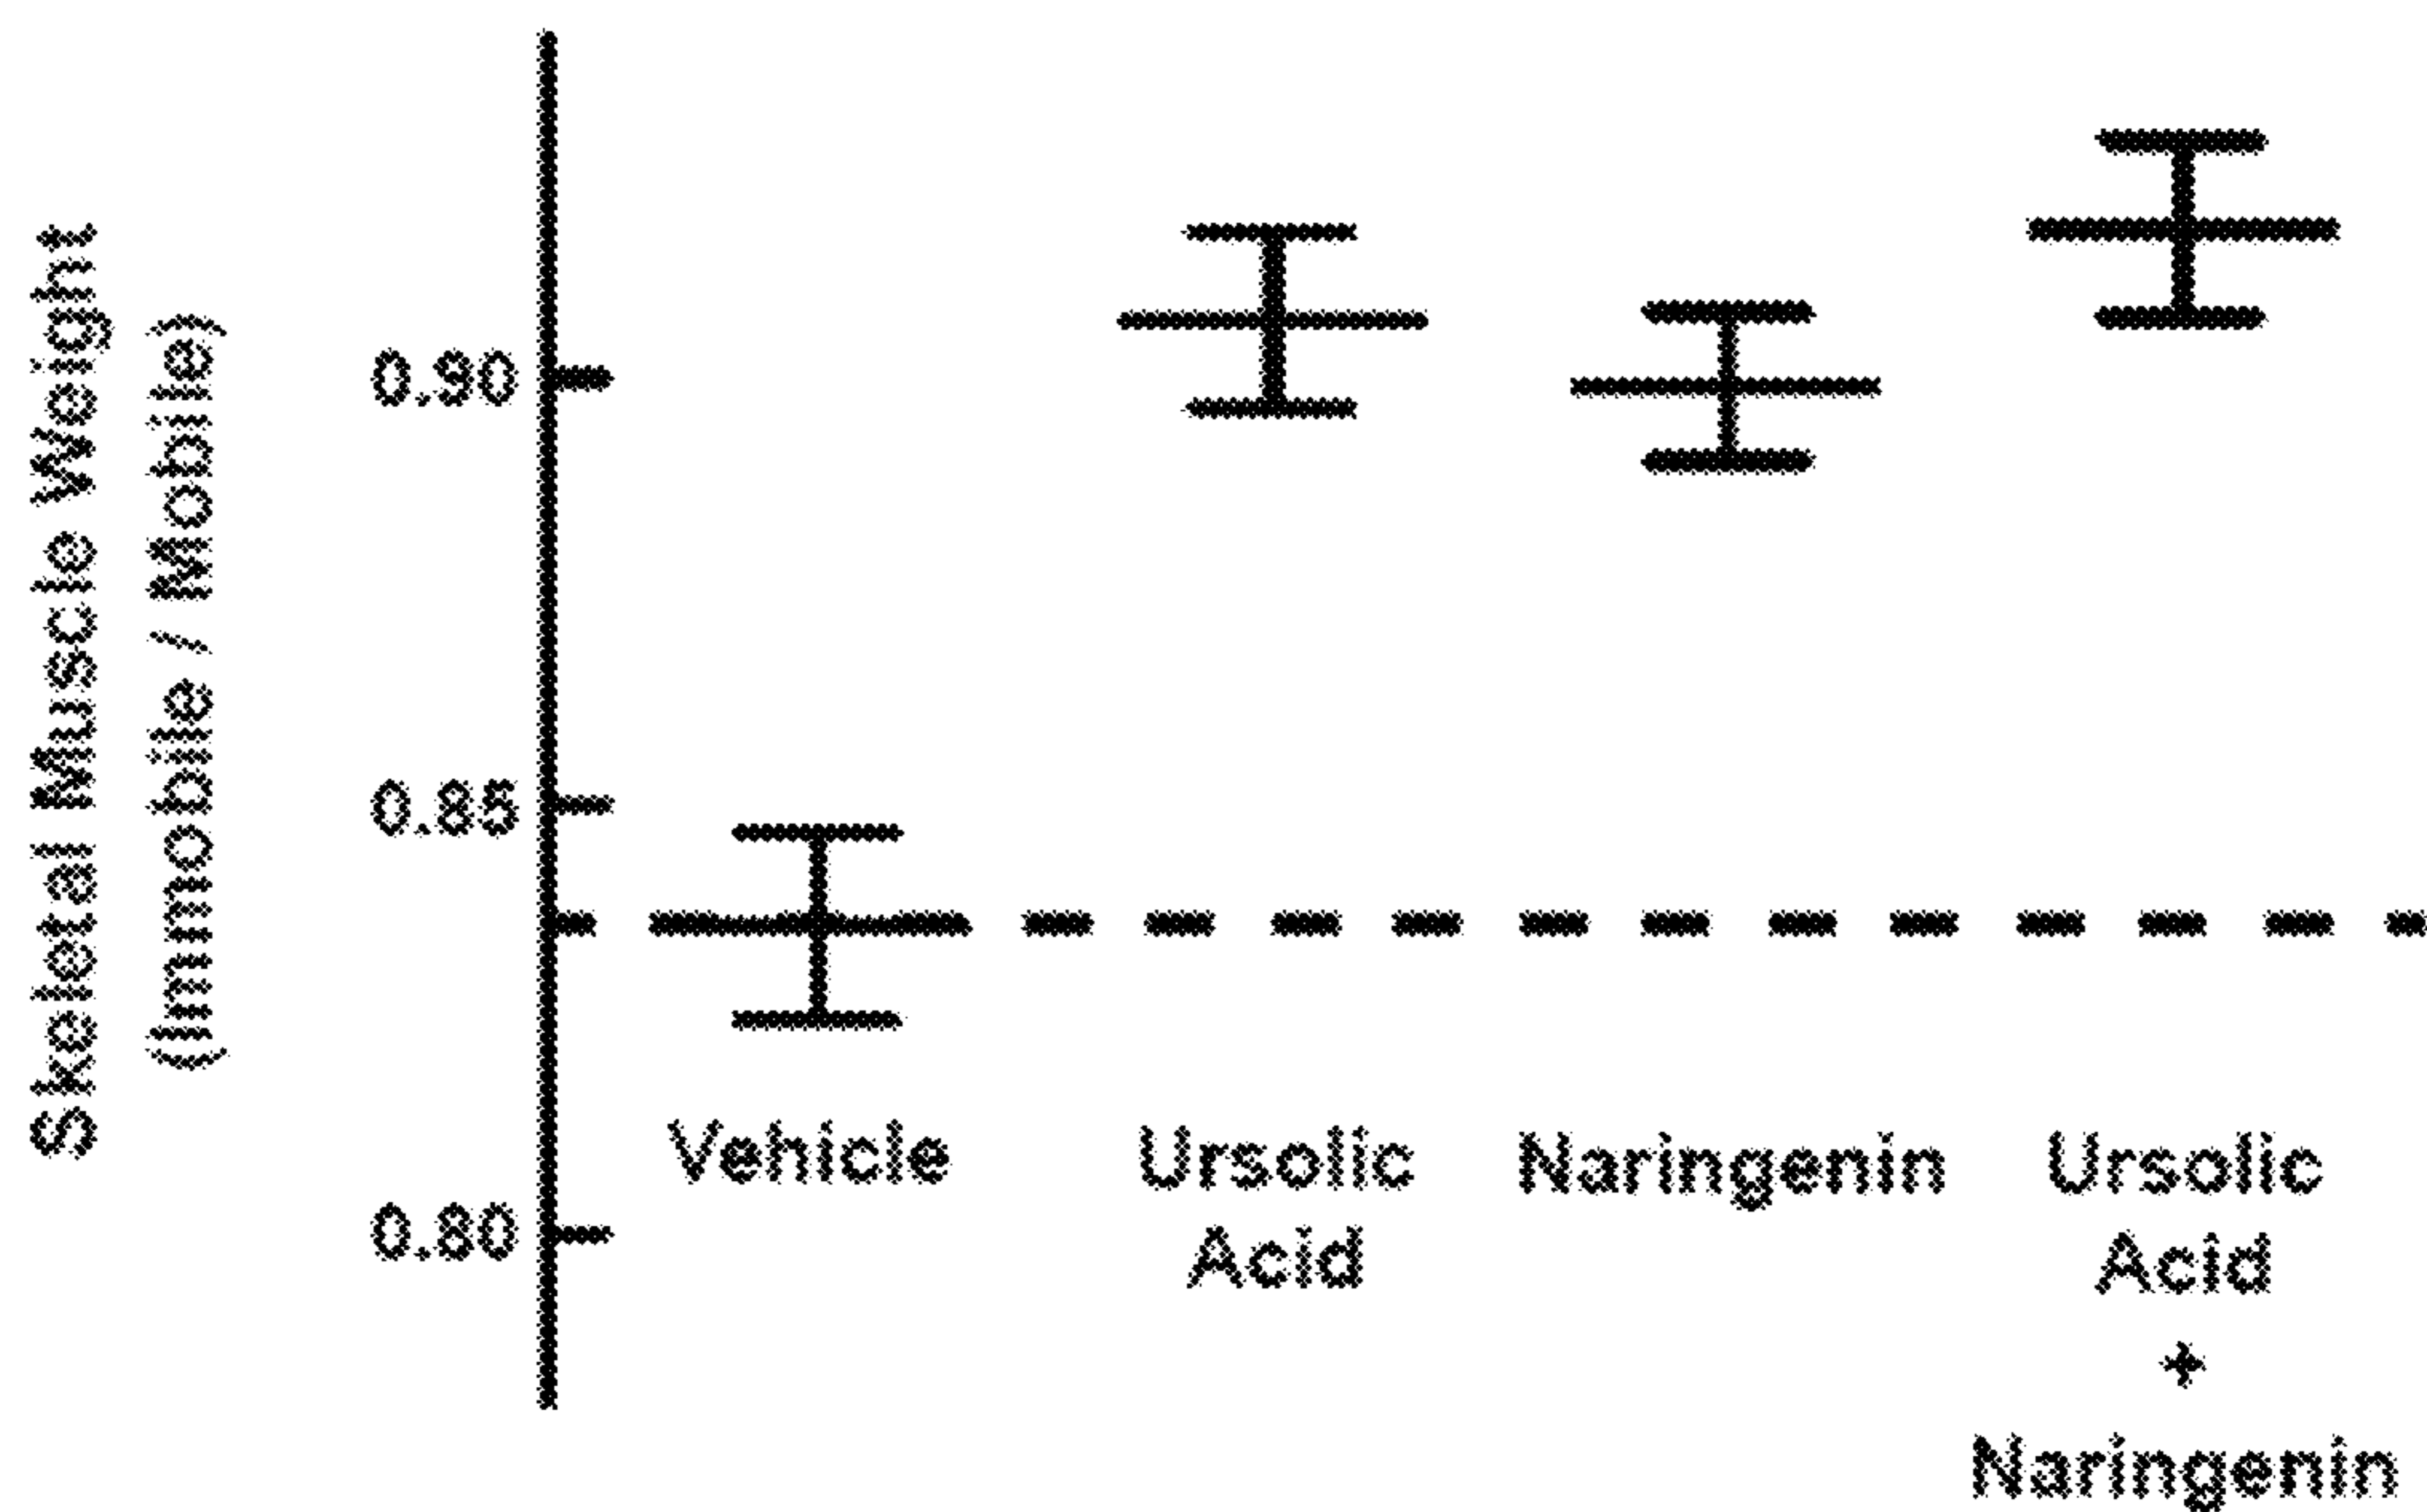 Skeletal Muscle Weight
(Immobile / Mobile)
0.90
0.85
0.80
Vehicle
Ursolic
Acid
Naringenin
Ursolic
Acid
+
Naringenin